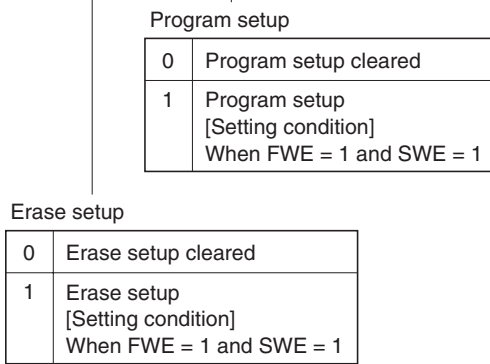 Program setup
0 Program setup cleared
1 Program setup
[Setting condition]
When FWE = 1 and SWE = 1
Erase setup
0 Erase setup cleared
1 Erase setup
[Setting condition]
When FWE = 1 and SWE = 1